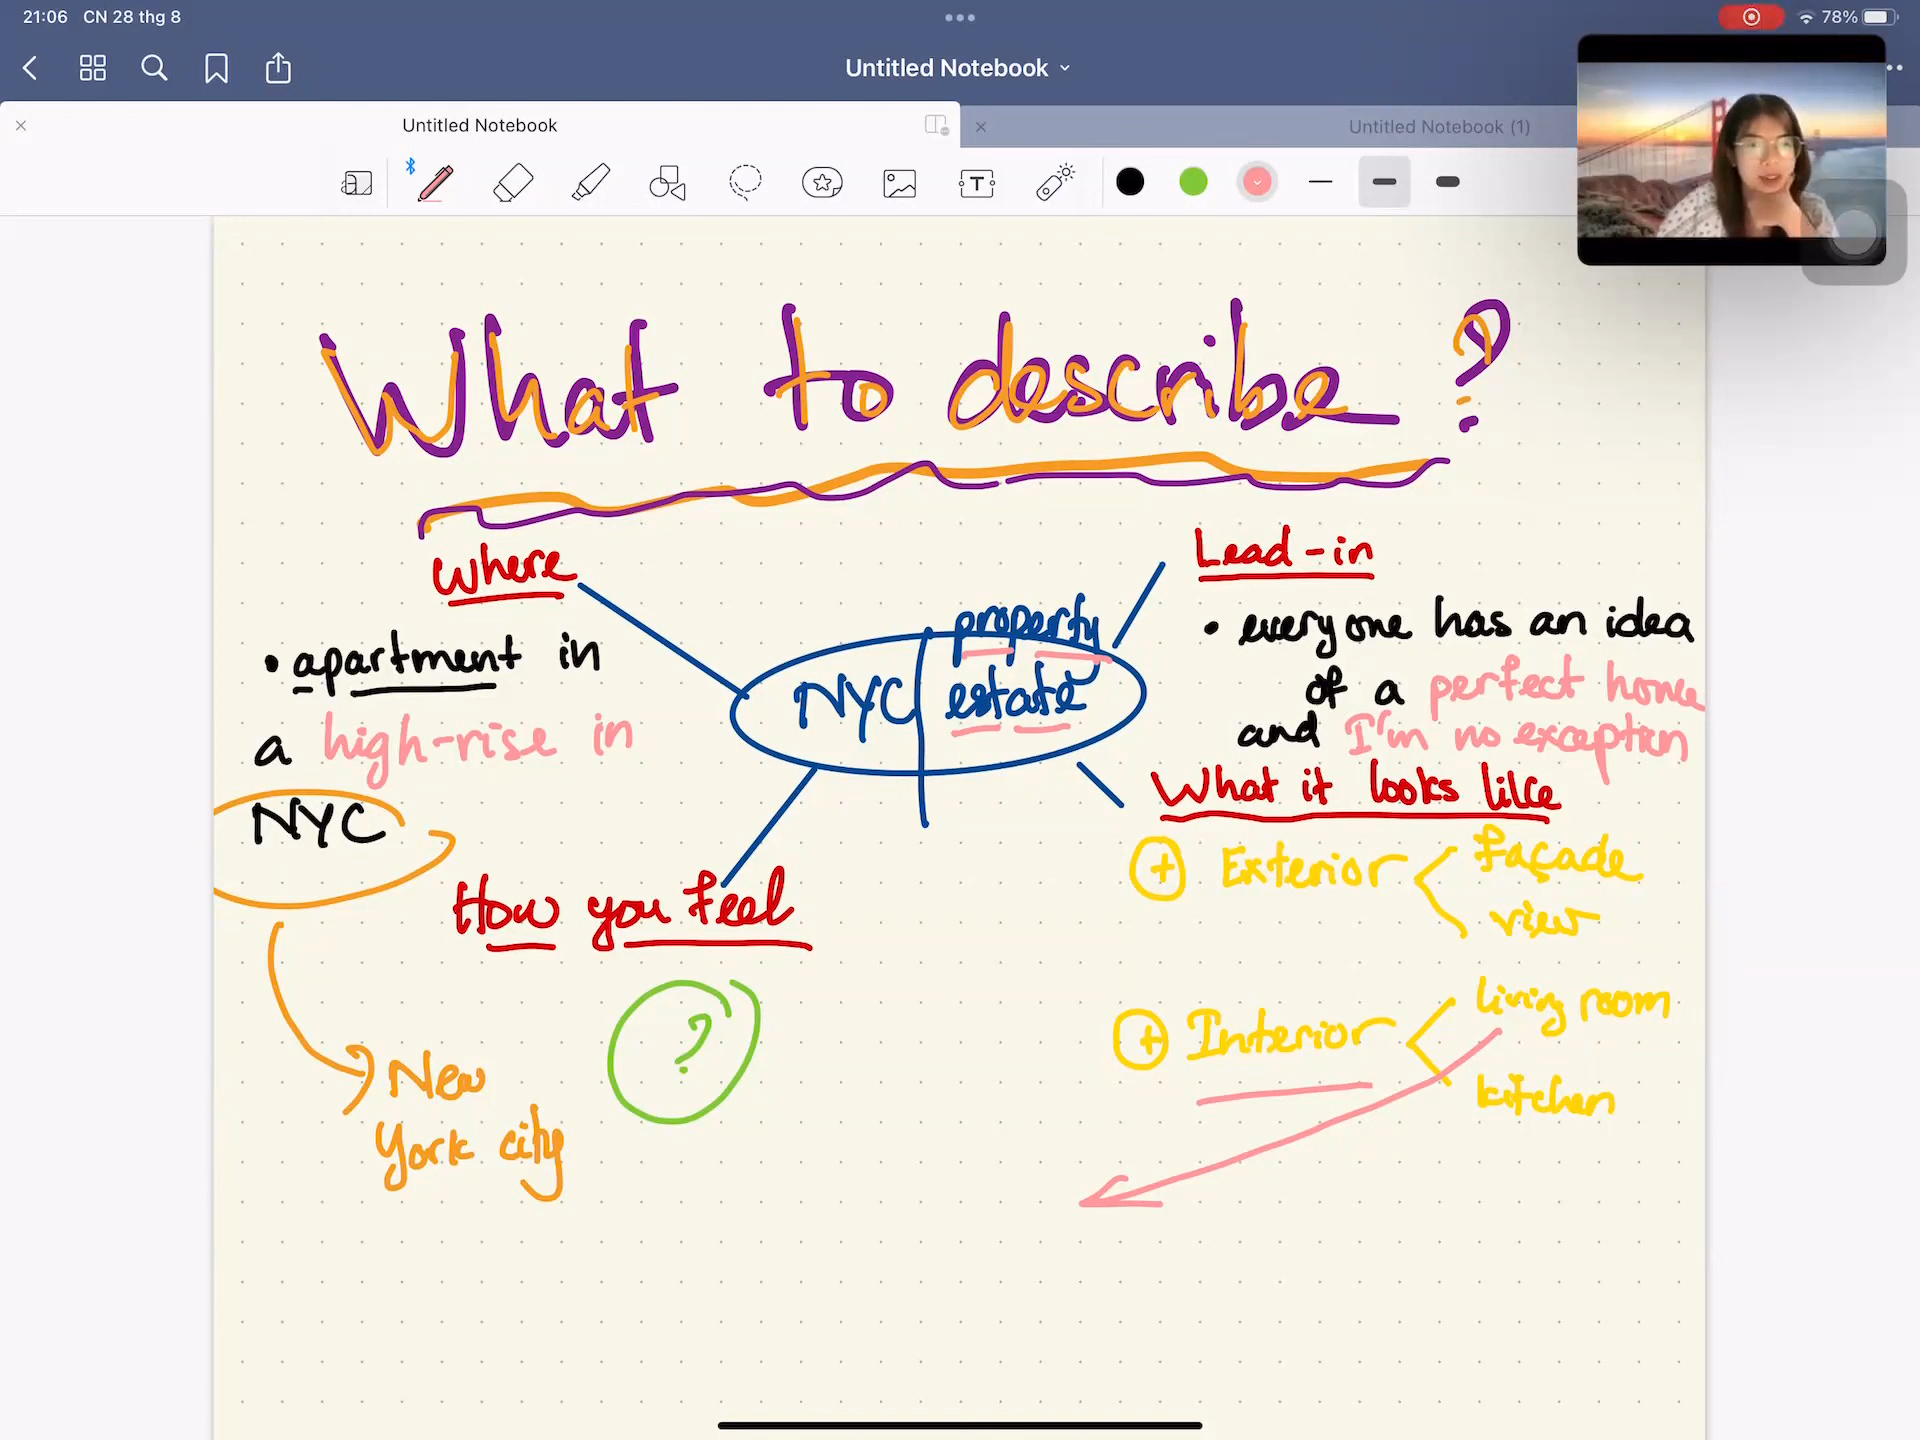 21:06 CN 28 thg 8
78%
Untitled Notebook
Untitled Notebook
Untitled Notebook (1)
What to describe ?
Where
• apartment in
a high-rise in
NYC
New
York city
How you feel
?
NYC
property
estate
Lead-in
• everyone has an idea
of a perfect home
and I'm no exception
What it looks like
+ Exterior
façade
view
+ Interior
living room
kitchen